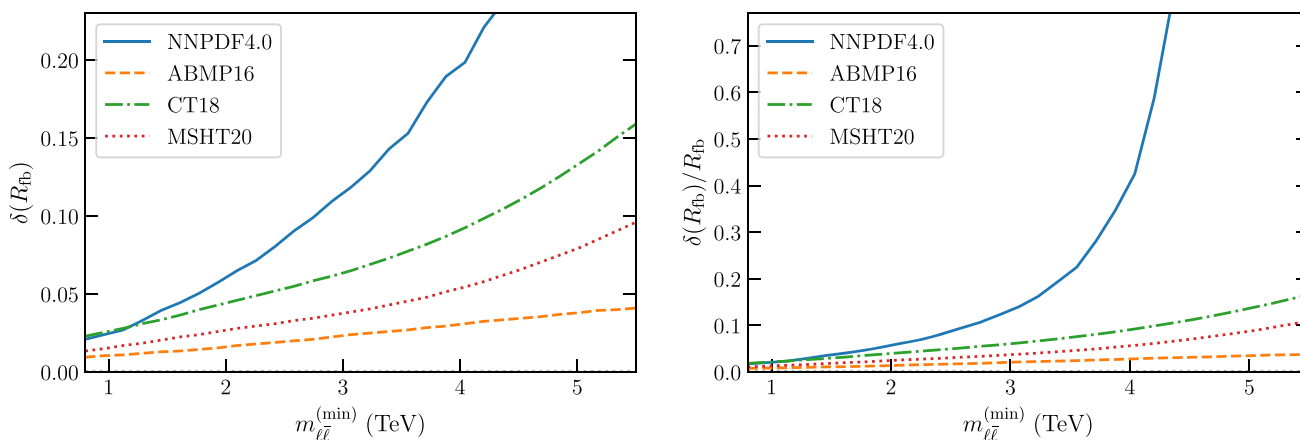 NNPDF4.0
ABMP16
CT18
MSHT20
0.20
0.15
0.10
0.05
0.00
δ(R_fb)
1 2 3 4 5
m_{ℓℓ̄}^{(min)} (TeV)
NNPDF4.0
ABMP16
CT18
MSHT20
0.7
0.6
0.5
0.4
0.3
0.2
0.1
0.0
δ(R_fb)/R_fb
1 2 3 4 5
m_{ℓℓ̄}^{(min)} (TeV)